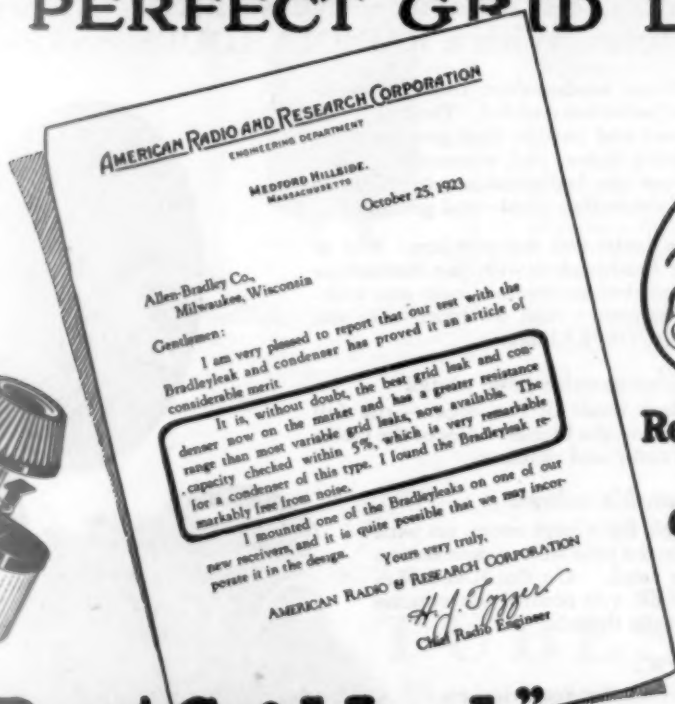 PERFECT GRID L
AMERICAN RADIO AND RESEARCH CORPORATION
ENGINEERING DEPARTMENT
MEDFORD HILLSIDE.
MASSACHUSETTS
October 25, 1923
Allen-Bradley Co.,
Milwaukee, Wisconsin
Gentlemen:
I am very pleased to report that our test with the
Bradleyleak and condenser has proved it an article of
considerable merit.
It is, without doubt, the best grid leak and con-
denser now on the market and has a greater resistance
range than most variable grid leaks, now available. The
capacity checked within 5%, which is very remarkable
for a condenser of this type. I found the Bradleyleak re-
markably free from noise.
I mounted one of the Bradleyleaks on one of our
new receivers, and it is quite possible that we may incor-
porate it in the design.
Yours very truly,
AMERICAN RADIO & RESEARCH CORPORATION
H. J. Tyzzer
Chief Radio Engineer
Re